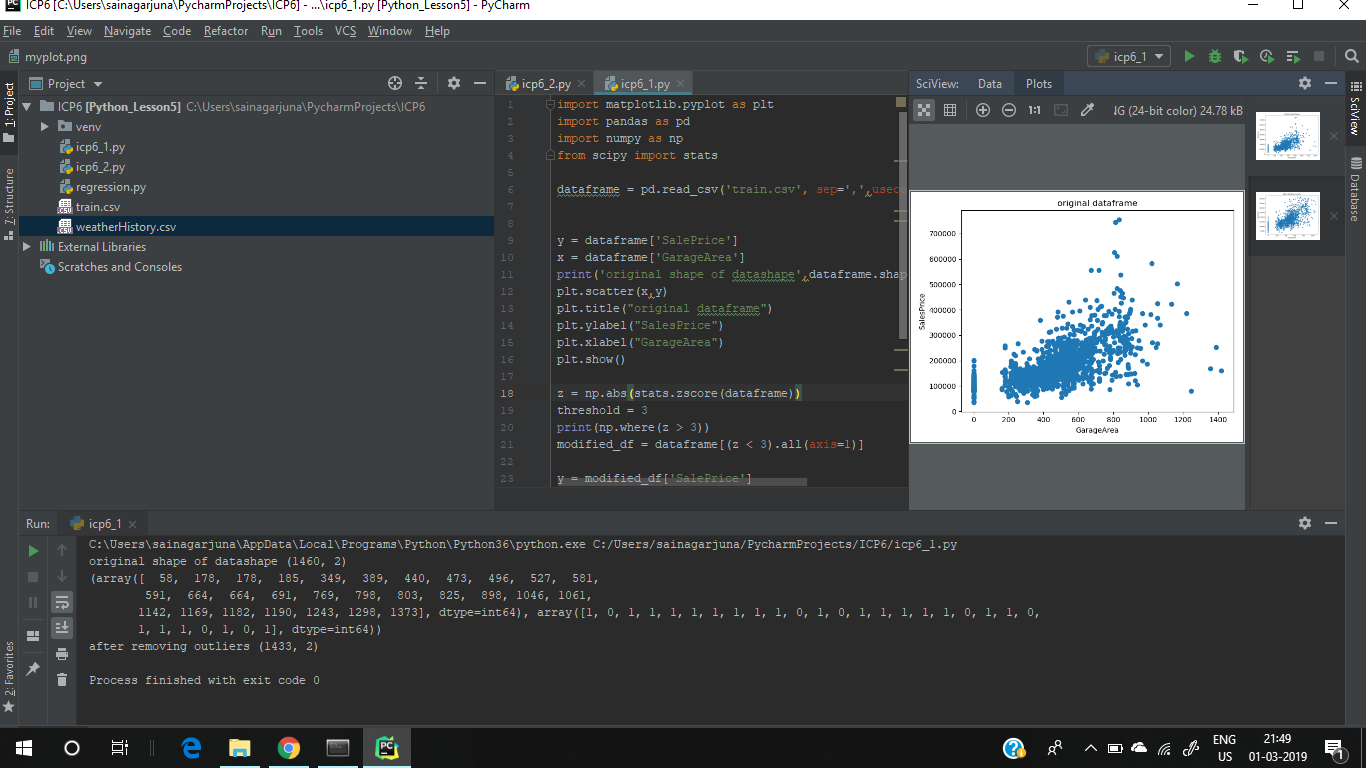 ICP6 [C:\Users\sainagarjuna\PycharmProjects\ICP6] - ...\icp6_1.py [Python_Lesson5] - PyCharm
File Edit View Navigate Code Refactor Run Tools VCS Window Help
myplot.png
icp6_1
Project
icp6_2.py
icp6_1.py
SciView: Data Plots
ICP6 [Python_Lesson5] C:\Users\sainagarjuna\PycharmProjects\ICP6
venv
icp6_1.py
icp6_2.py
regression.py
train.csv
weatherHistory.csv
External Libraries
Scratches and Consoles
1: Project
7: Structure
2: Favorites
1 import matplotlib.pyplot as plt
2 import pandas as pd
3 import numpy as np
4 from scipy import stats
5
6 dataframe = pd.read_csv('train.csv', sep=',',useco
7
8
9 y = dataframe['SalePrice']
10 x = dataframe['GarageArea']
11 print('original shape of datashape',dataframe.shap
12 plt.scatter(x,y)
13 plt.title("original dataframe")
14 plt.ylabel("SalesPrice")
15 plt.xlabel("GarageArea")
16 plt.show()
17
18 z = np.abs(stats.zscore(dataframe))
19 threshold = 3
20 print(np.where(z > 3))
21 modified_df = dataframe[(z < 3).all(axis=1)]
22
23 y = modified_df['SalePrice']
1:1
NG (24-bit color) 24.78 kB
original dataframe
SalesPrice
700000
600000
500000
400000
300000
200000
100000
0
0 200 400 600 800 1000 1200 1400
GarageArea
SciView
Database
Run: icp6_1
C:\Users\sainagarjuna\AppData\Local\Programs\Python\Python36\python.exe C:/Users/sainagarjuna/PycharmProjects/ICP6/icp6_1.py
original shape of datashape (1460, 2)
(array([ 58, 178, 178, 185, 349, 389, 440, 473, 496, 527, 581,
591, 664, 664, 691, 769, 798, 803, 825, 898, 1046, 1061,
1142, 1169, 1182, 1190, 1243, 1298, 1373], dtype=int64), array([1, 0, 1, 1, 1, 1, 1, 1, 1, 1, 0, 1, 0, 1, 1, 1, 1, 1, 0, 1, 1, 0,
1, 1, 1, 0, 1, 0, 1], dtype=int64))
after removing outliers (1433, 2)
Process finished with exit code 0
ENG
US
21:49
01-03-2019
1